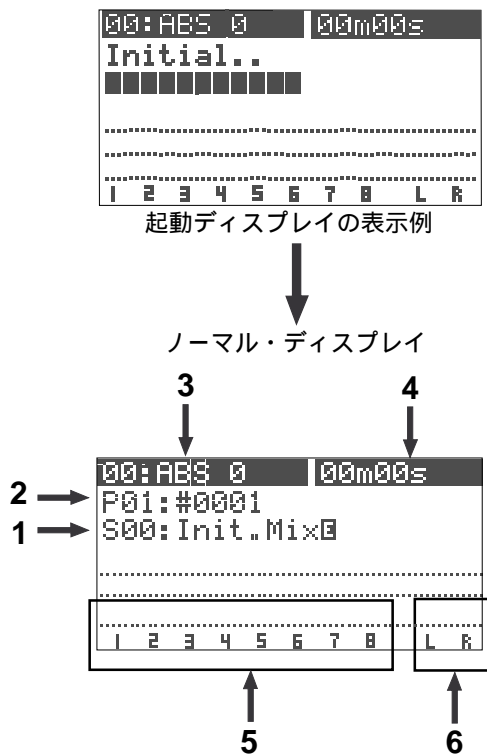 00:ABS 0 00m00s
Initial..
1 2 3 4 5 6 7 8 L R
起動ディスプレイの表示例
ノーマル・ディスプレイ
3 4
00:ABS 0 00m00s
2 P01:#0001
1 S00:Init.MixE
1 2 3 4 5 6 7 8 L R
5 6